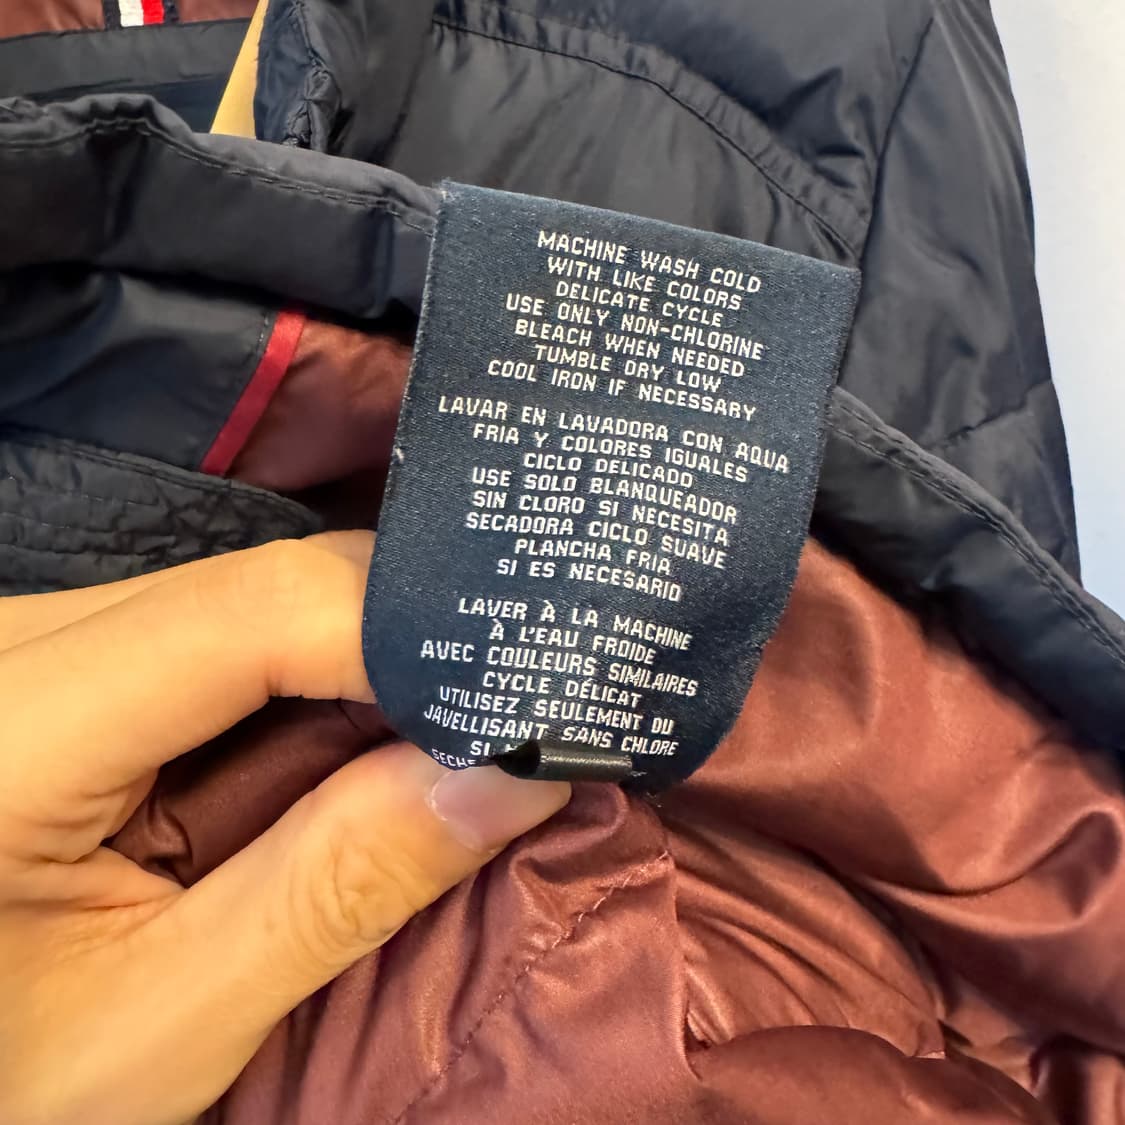 MACHINE WASH COLD
WITH LIKE COLORS
DELICATE CYCLE
USE ONLY NON-CHLORINE
BLEACH WHEN NEEDED
TUMBLE DRY LOW
COOL IRON IF NECESSARY
LAVAR EN LAVADORA CON AQUA
FRIA Y COLORES IGUALES
CICLO DELICADO
USE SOLO BLANQUEADOR
SIN CLORO SI NECESITA
SECADORA CICLO SUAVE
PLANCHA FRIA
SI ES NECESARIO
LAVER À LA MACHINE
À L'EAU FROIDE
AVEC COULEURS SIMILAIRES
CYCLE DÉLICAT
UTILISEZ SEULEMENT DU
JAVELLISANT SANS CHLORE
SI